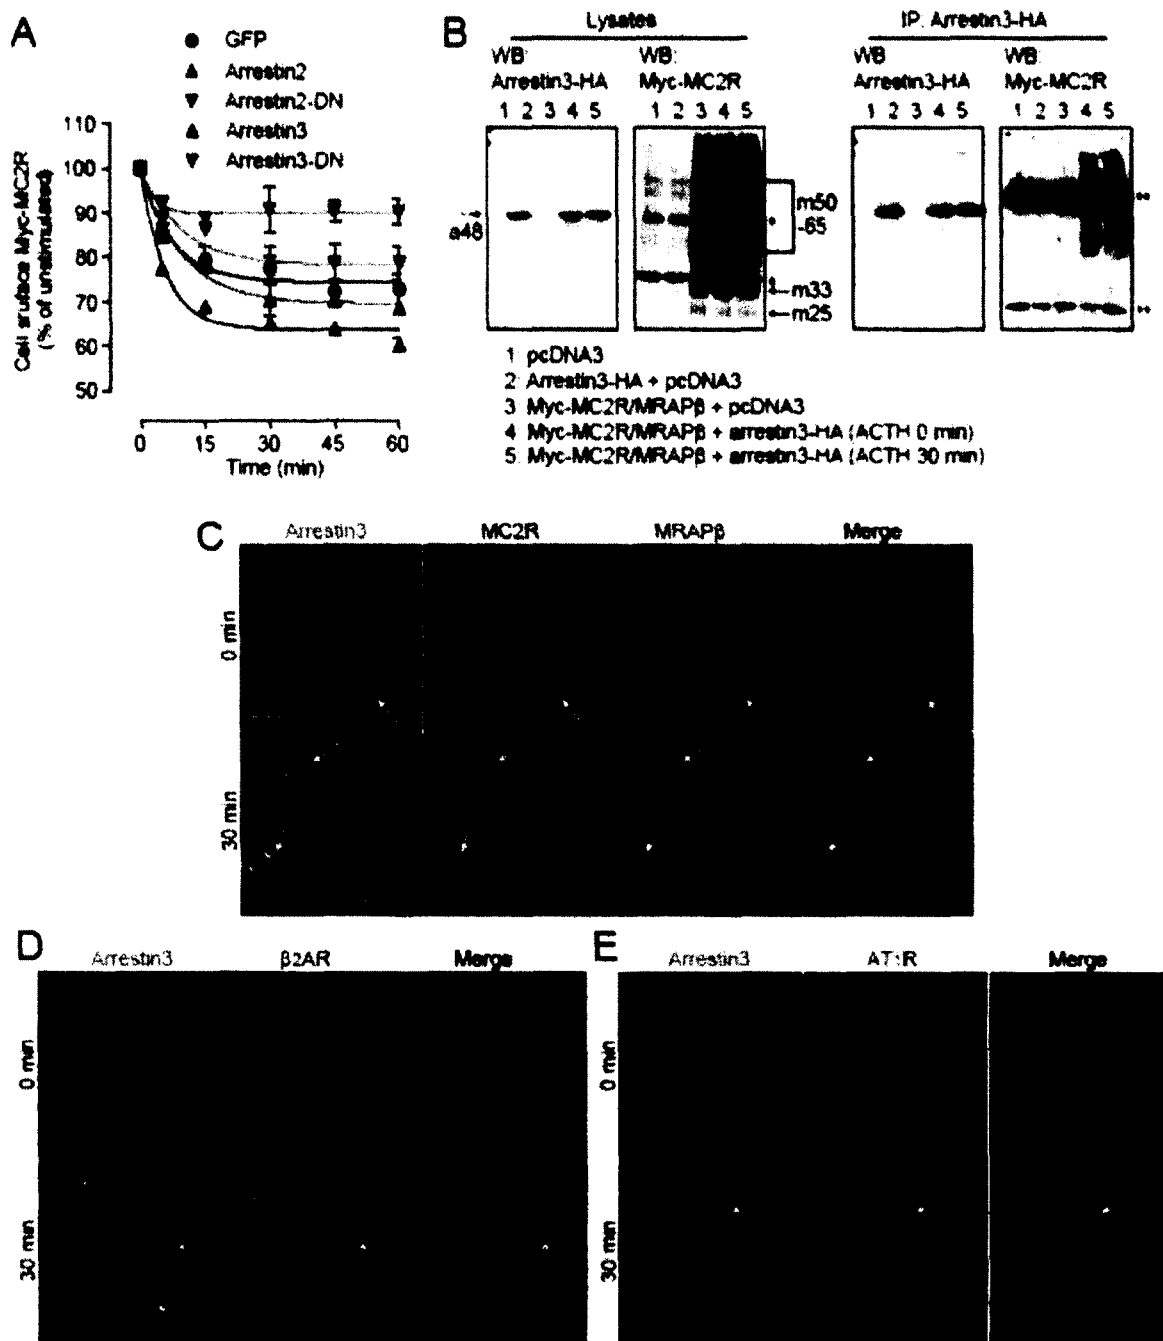 A
GFP
Arrestin2
Arrestin2-DN
Arrestin3
Arrestin3-DN
Cell sruface Myc-MC2R
(% of unstimulated)
110
100
90
80
70
60
50
0 15 30 45 60
Time (min)
B
Lysates
IP: Arrestin3-HA
WB:
Arrestin3-HA
WB:
Myc-MC2R
WB
Arrestin3-HA
WB:
Myc-MC2R
1 2 3 4 5
1 2 3 4 5
1 2 3 4 5
1 2 3 4 5
a48
m50
-65
m33
m25
*
**
**
1 pcDNA3
2: Arrestin3-HA + pcDNA3
3: Myc-MC2R/MRAPβ + pcDNA3
4: Myc-MC2R/MRAPβ + arrestin3-HA (ACTH 0 min)
5: Myc-MC2R/MRAPβ + arrestin3-HA (ACTH 30 min)
C
Arrestin3 MC2R MRAPβ Merge
0 min
30 min
D
Arrestin3 β2AR Merge
0 min
30 min
E
Arrestin3 AT1R Merge
0 min
30 min